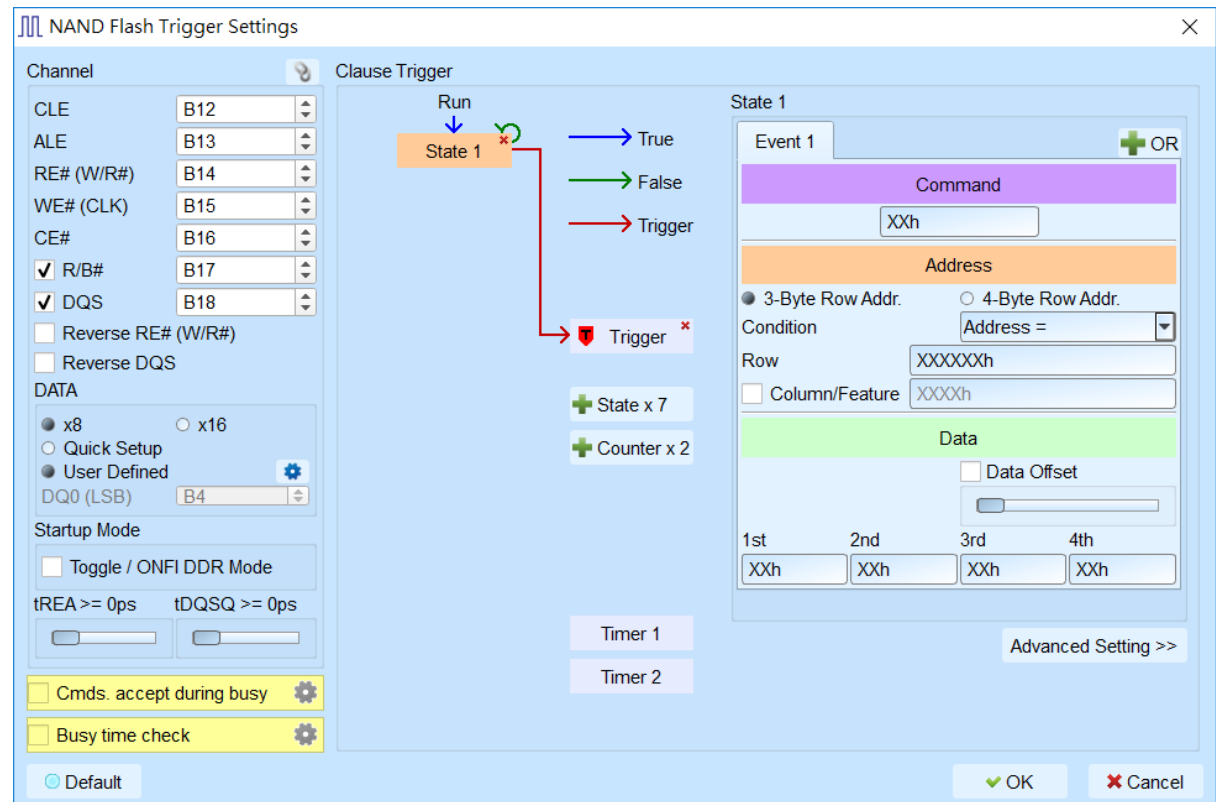 NAND Flash Trigger Settings
Channel
CLE B12
ALE B13
RE# (W/R#) B14
WE# (CLK) B15
CE# B16
R/B# B17
DQS B18
Reverse RE# (W/R#)
Reverse DQS
DATA
x8 x16
Quick Setup
User Defined
DQ0 (LSB) B4
Startup Mode
Toggle / ONFI DDR Mode
tREA >= 0ps tDQSQ >= 0ps
Cmds. accept during busy
Busy time check
Default
Clause Trigger
Run
State 1
True
False
Trigger
T Trigger
State x 7
Counter x 2
Timer 1
Timer 2
State 1
Event 1 OR
Command
XXh
Address
3-Byte Row Addr. 4-Byte Row Addr.
Condition Address =
Row XXXXXXh
Column/Feature XXXXh
Data
Data Offset
1st 2nd 3rd 4th
XXh XXh XXh XXh
Advanced Setting >>
OK Cancel